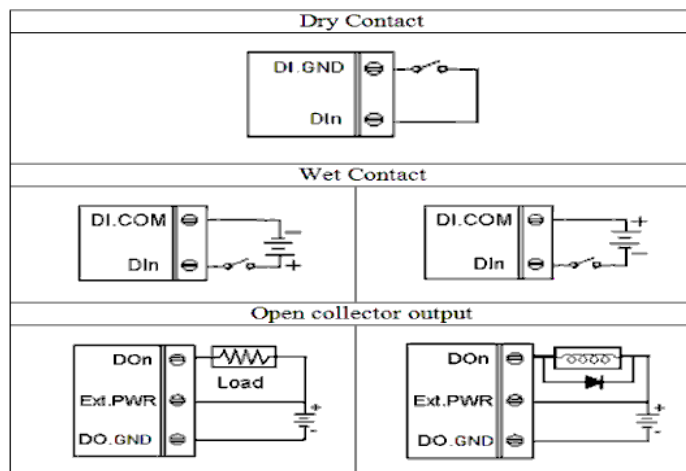 Dry Contact
DI.GND
DIn
Wet Contact
DI.COM
DIn
DI.COM
DIn
Open collector output
DOn
Load
Ext.PWR
DO.GND
DOn
Ext.PWR
DO.GND